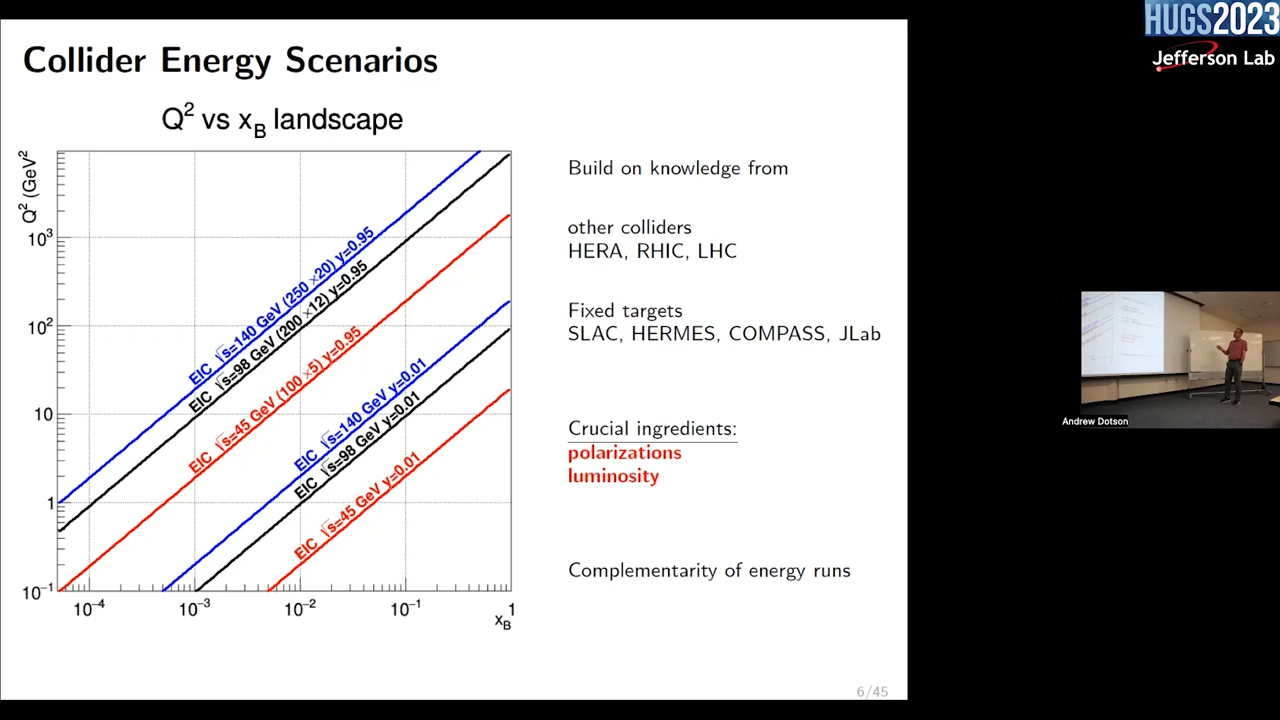 HUGS2023
Jefferson Lab
Collider Energy Scenarios
Q² vs x_B landscape
Q² (GeV²
10³
10²
10
1
10⁻¹
10⁻⁴
10⁻³
10⁻²
10⁻¹
1
x_B
EIC √s=140 GeV (250 ×20) y=0.95
EIC √s=98 GeV (200 ×12) y=0.95
EIC √s=45 GeV (100 ×5) y=0.95
EIC √s=140 GeV y=0.01
EIC √s=98 GeV y=0.01
EIC √s=45 GeV y=0.01
Build on knowledge from
other colliders
HERA, RHIC, LHC
Fixed targets
SLAC, HERMES, COMPASS, JLab
Crucial ingredients:
polarizations
luminosity
Complementarity of energy runs
6/45
Andrew Dotson